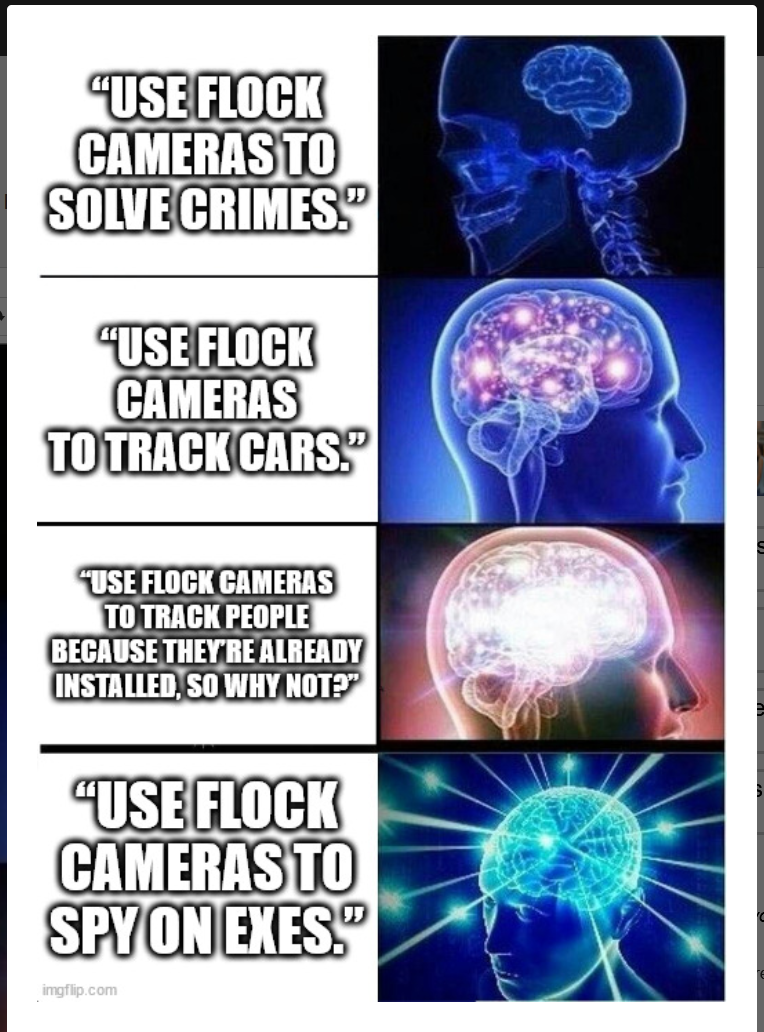 “USE FLOCK
CAMERAS TO
SOLVE CRIMES.”
“USE FLOCK
CAMERAS
TO TRACK CARS.”
“USE FLOCK CAMERAS
TO TRACK PEOPLE
BECAUSE THEY’RE ALREADY
INSTALLED, SO WHY NOT?”
“USE FLOCK
CAMERAS TO
SPY ON EXES.”
imgflip.com